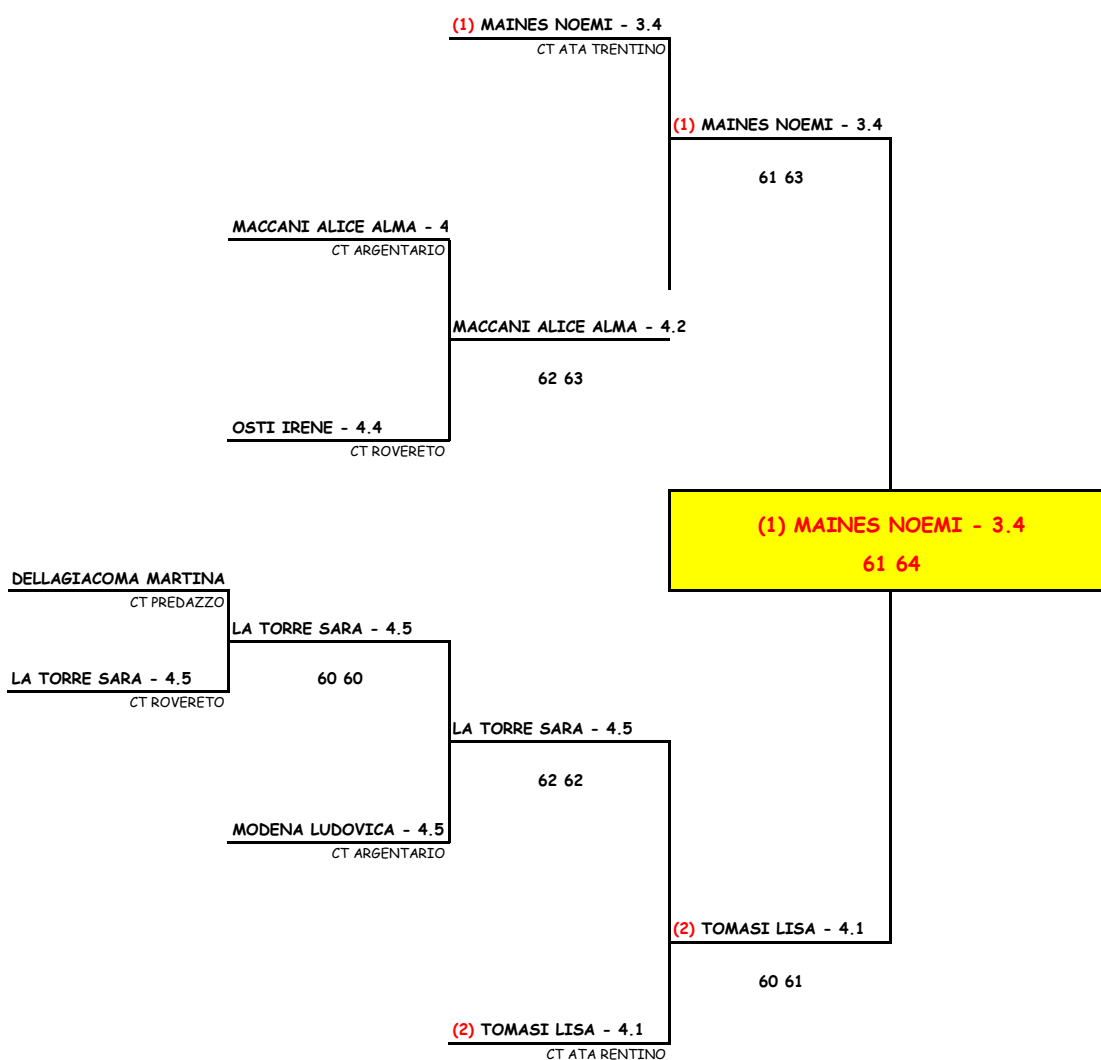 (1) MAINES NOEMI - 3.4
CT ATA TRENTINO
(1) MAINES NOEMI - 3.4
61 63
MACCANI ALICE ALMA - 4
CT ARGENTARIO
MACCANI ALICE ALMA - 4.2
62 63
OSTI IRENE - 4.4
CT ROVERETO
(1) MAINES NOEMI - 3.4
61 64
DELLAGIACOMA MARTINA
CT PREDAZZO
LA TORRE SARA - 4.5
LA TORRE SARA - 4.5
60 60
CT ROVERETO
LA TORRE SARA - 4.5
62 62
MODENA LUDOVICA - 4.5
CT ARGENTARIO
(2) TOMASI LISA - 4.1
60 61
(2) TOMASI LISA - 4.1
CT ATA RENTINO